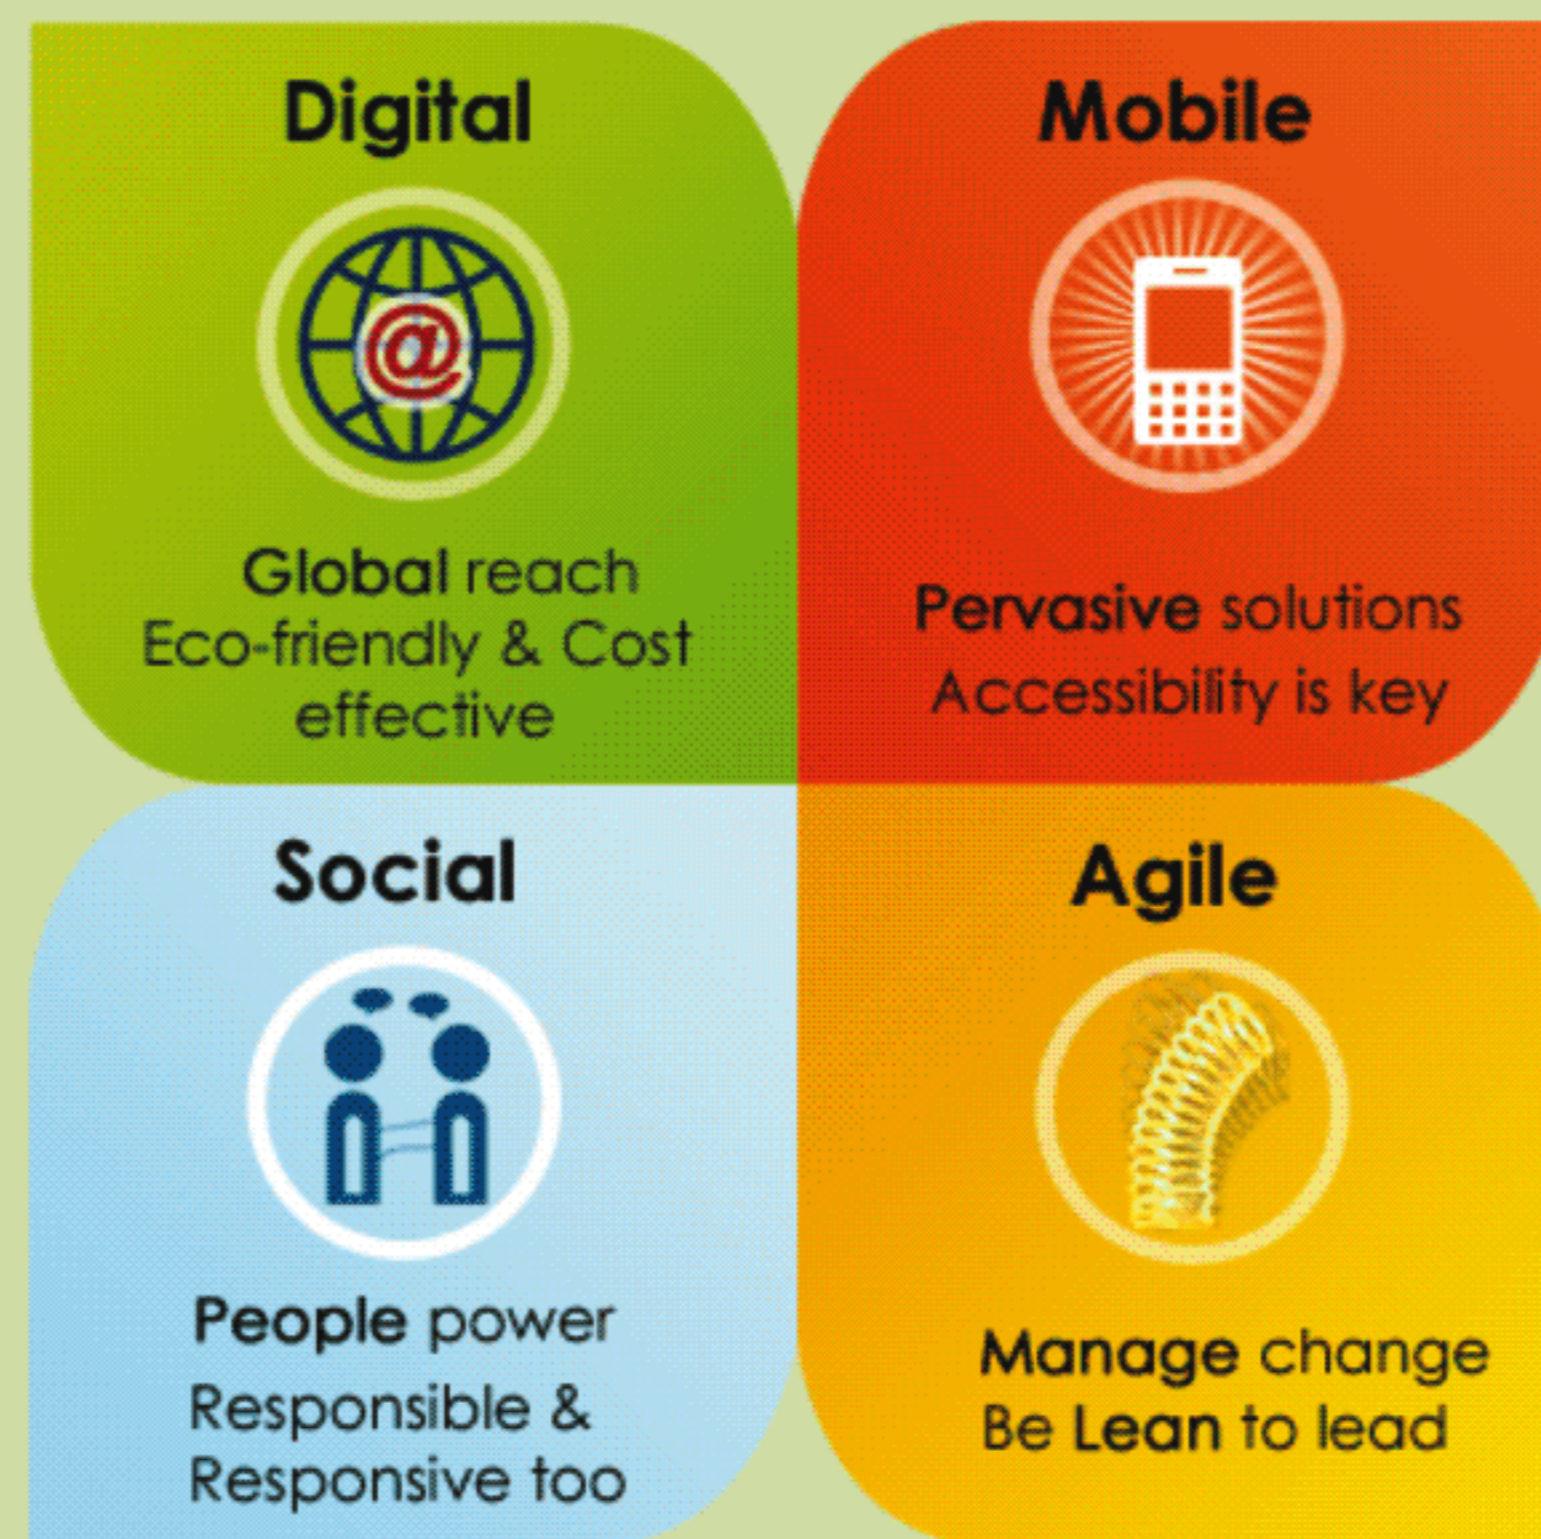 Digital
@
Global reach
Eco-friendly & Cost
effective
Mobile
Pervasive solutions
Accessibility is key
Social
People power
Responsible &
Responsive too
Agile
Manage change
Be Lean to lead